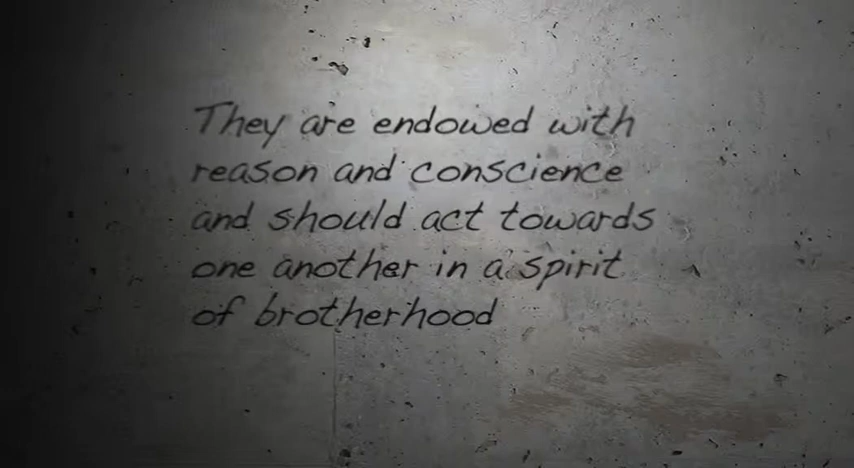 They are endowed with
reason and conscience
and should act towards
one another in a spirit
of brotherhood